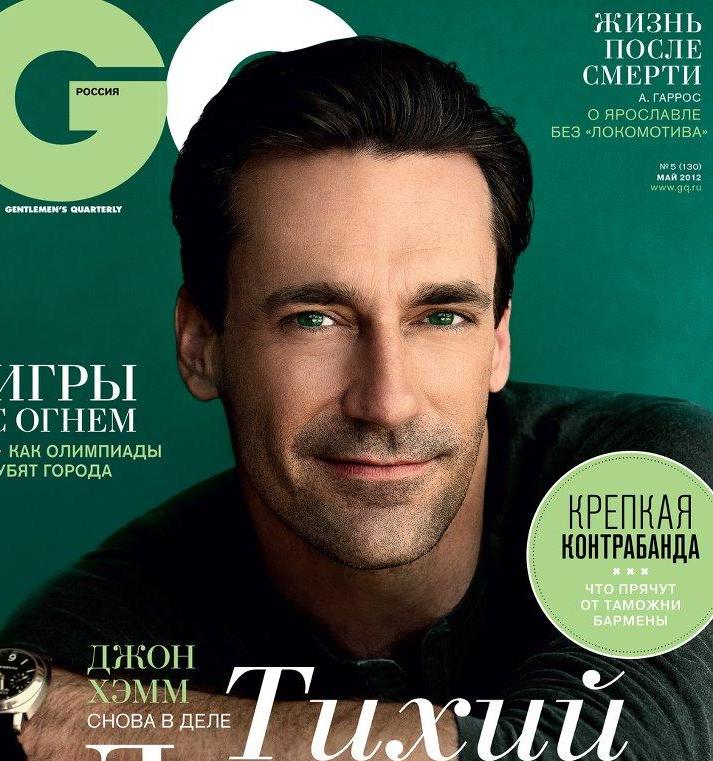 GQ
РОССИЯ
GENTLEMEN'S QUARTERLY
ЖИЗНЬ
ПОСЛЕ
СМЕРТИ
А. ГАРРОС
О ЯРОСЛАВЛЕ
БЕЗ «ЛОКОМОТИВА»
№5 (130)
МАЙ 2012
www.gq.ru
ИГРЫ
С ОГНЕМ
КАК ОЛИМПИАДЫ
УБЯТ ГОРОДА
КРЕПКАЯ
КОНТРАБАНДА
×××
ЧТО ПРЯЧУТ
ОТ ТАМОЖНИ
БАРМЕНЫ
ДЖОН
ХЭММ
СНОВА В ДЕЛЕ
Тихий